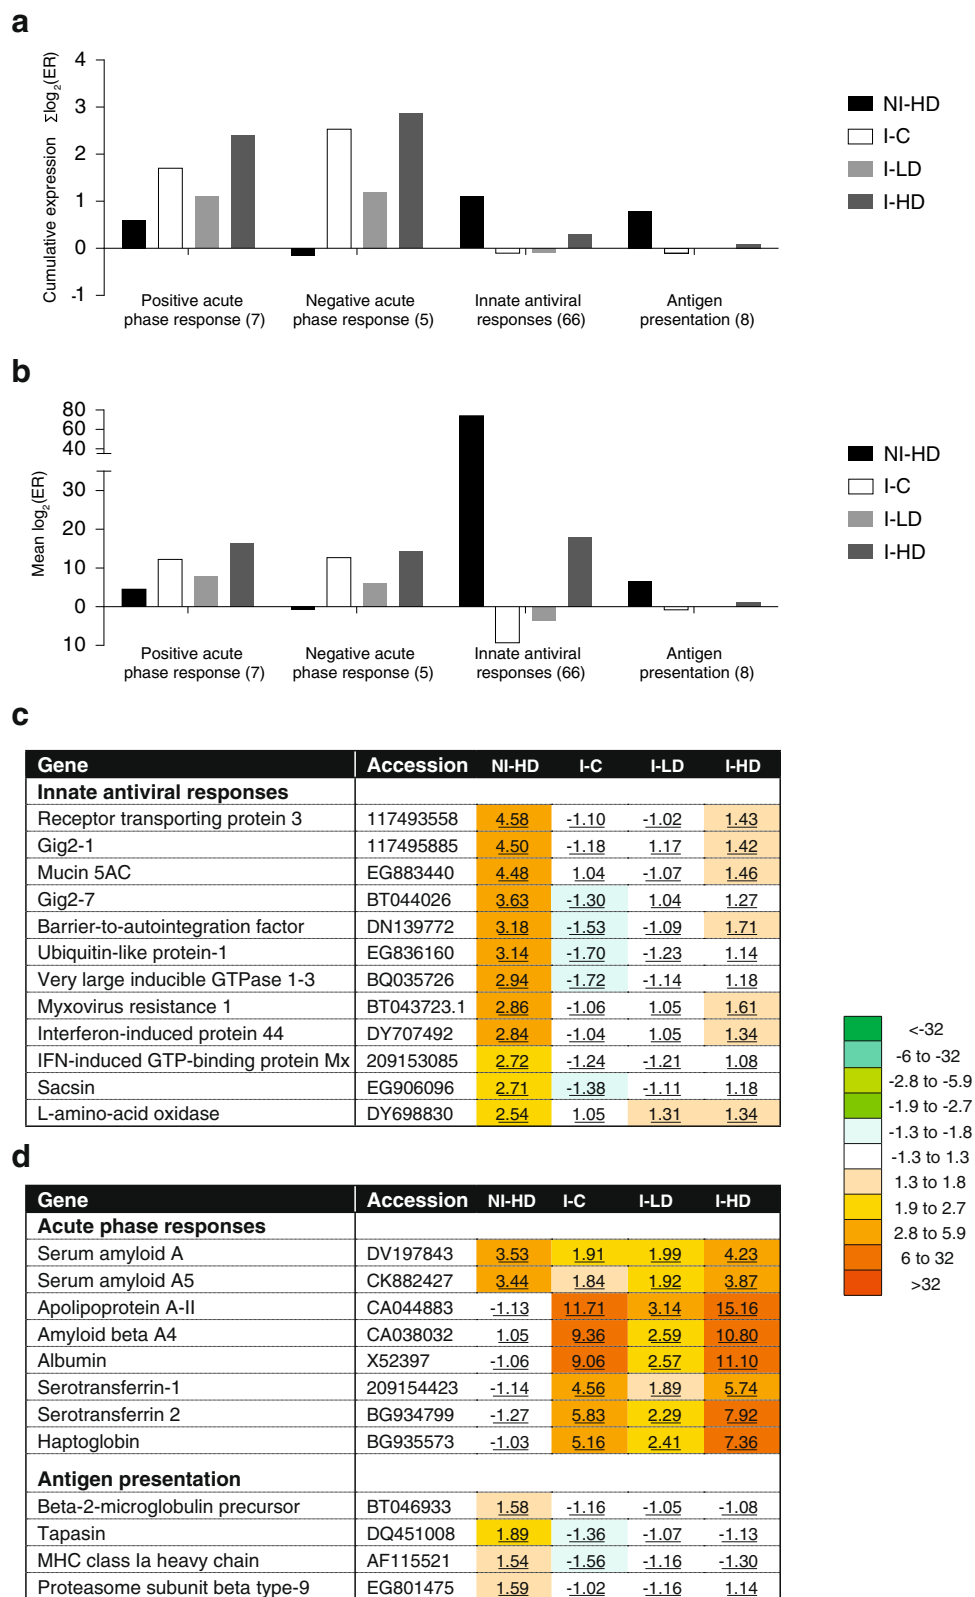 a
Cumulative expression Σlog2(ER)
4
3
2
1
0
-1
Positive acute
phase response (7)
Negative acute
phase response (5)
Innate antiviral
responses (66)
Antigen
presentation (8)
NI-HD
I-C
I-LD
I-HD
b
Mean log2(ER)
80
60
40
30
20
10
0
10
Positive acute
phase response (7)
Negative acute
phase response (5)
Innate antiviral
responses (66)
Antigen
presentation (8)
NI-HD
I-C
I-LD
I-HD
c
Gene Accession NI-HD I-C I-LD I-HD
Innate antiviral responses
Receptor transporting protein 3 117493558 4.58 -1.10 -1.02 1.43
Gig2-1 117495885 4.50 -1.18 1.17 1.42
Mucin 5AC EG883440 4.48 1.04 -1.07 1.46
Gig2-7 BT044026 3.63 -1.30 1.04 1.27
Barrier-to-autointegration factor DN139772 3.18 -1.53 -1.09 1.71
Ubiquitin-like protein-1 EG836160 3.14 -1.70 -1.23 1.14
Very large inducible GTPase 1-3 BQ035726 2.94 -1.72 -1.14 1.18
Myxovirus resistance 1 BT043723.1 2.86 -1.06 1.05 1.61
Interferon-induced protein 44 DY707492 2.84 -1.04 1.05 1.34
IFN-induced GTP-binding protein Mx 209153085 2.72 -1.24 -1.21 1.08
Sacsin EG906096 2.71 -1.38 -1.11 1.18
L-amino-acid oxidase DY698830 2.54 1.05 1.31 1.34
<-32
-6 to -32
-2.8 to -5.9
-1.9 to -2.7
-1.3 to -1.8
-1.3 to 1.3
1.3 to 1.8
1.9 to 2.7
2.8 to 5.9
6 to 32
>32
d
Gene Accession NI-HD I-C I-LD I-HD
Acute phase responses
Serum amyloid A DV197843 3.53 1.91 1.99 4.23
Serum amyloid A5 CK882427 3.44 1.84 1.92 3.87
Apolipoprotein A-II CA044883 -1.13 11.71 3.14 15.16
Amyloid beta A4 CA038032 1.05 9.36 2.59 10.80
Albumin X52397 -1.06 9.06 2.57 11.10
Serotransferrin-1 209154423 -1.14 4.56 1.89 5.74
Serotransferrin 2 BG934799 -1.27 5.83 2.29 7.92
Haptoglobin BG935573 -1.03 5.16 2.41 7.36
Antigen presentation
Beta-2-microglobulin precursor BT046933 1.58 -1.16 -1.05 -1.08
Tapasin DQ451008 1.89 -1.36 -1.07 -1.13
MHC class Ia heavy chain AF115521 1.54 -1.56 -1.16 -1.30
Proteasome subunit beta type-9 EG801475 1.59 -1.02 -1.16 1.14